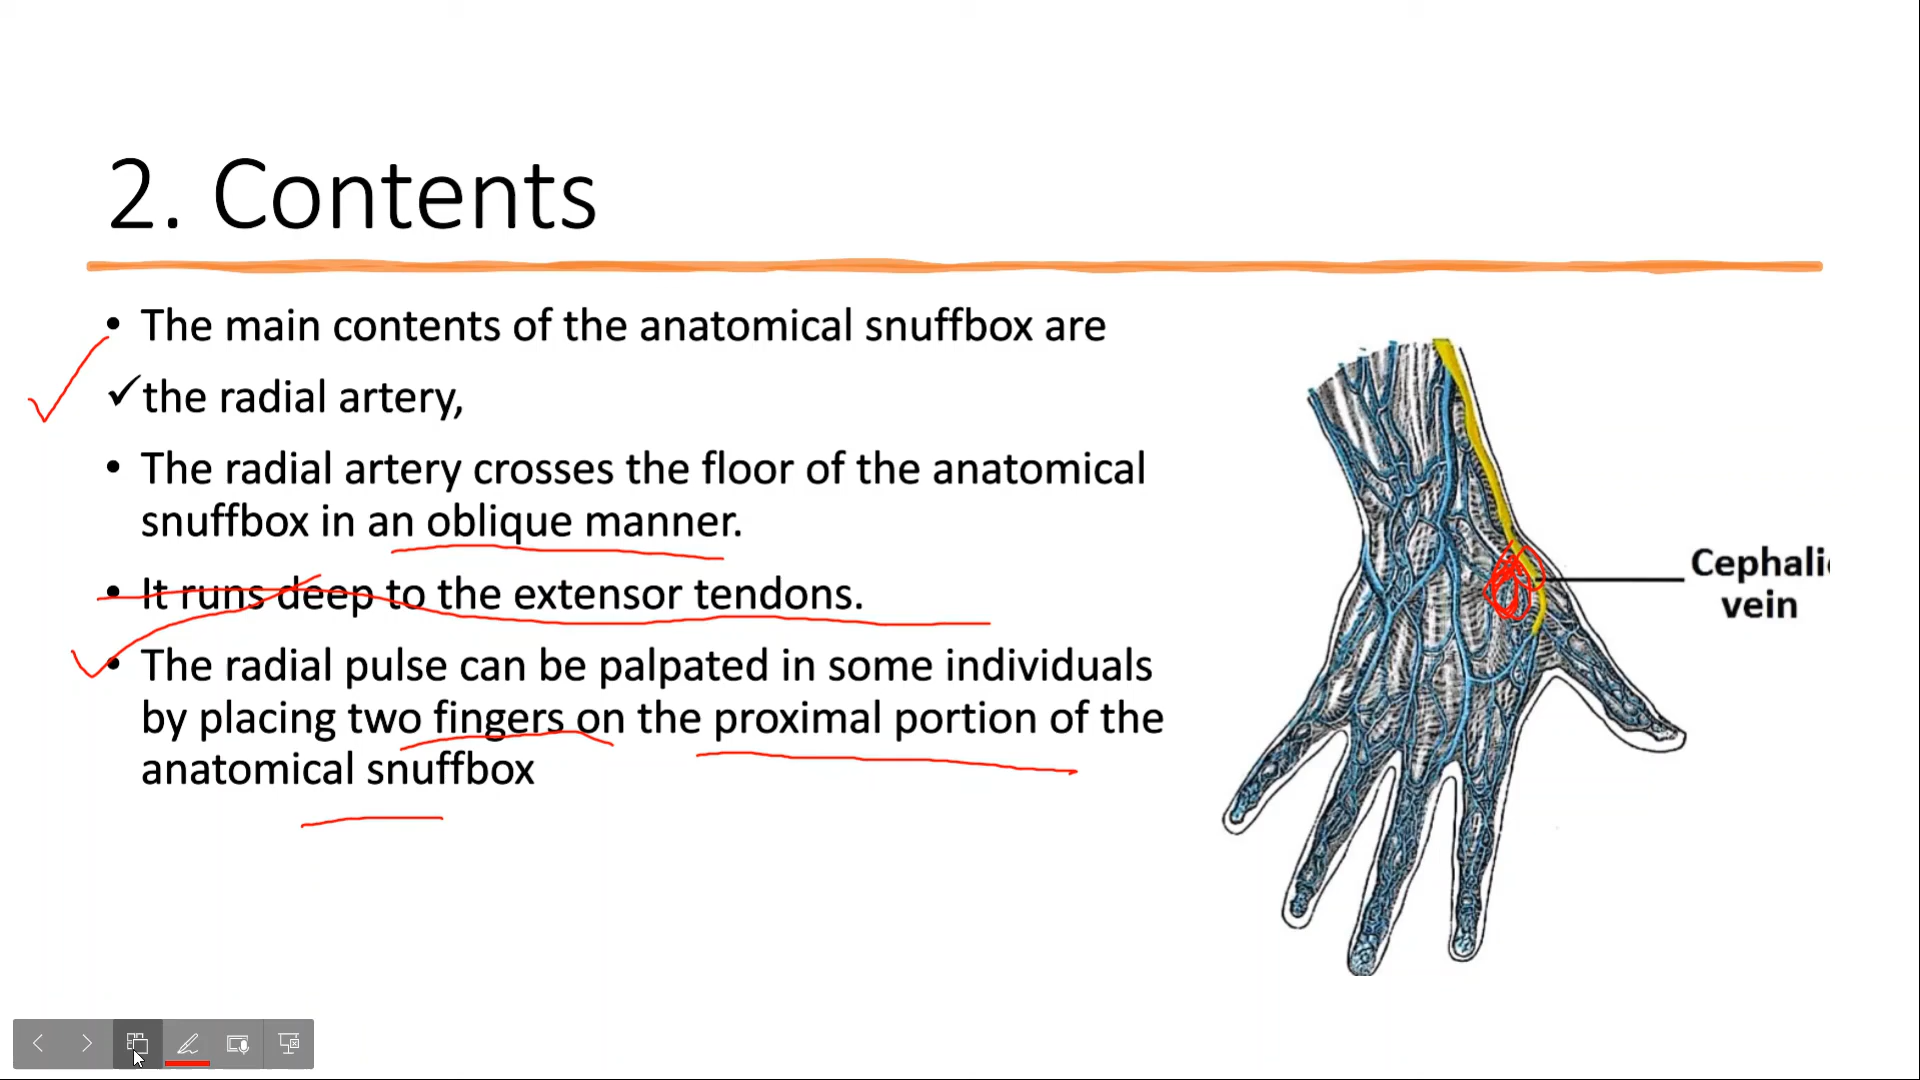 2. Contents
• The main contents of the anatomical snuffbox are
✓the radial artery,
• The radial artery crosses the floor of the anatomical
snuffbox in an oblique manner.
• It runs deep to the extensor tendons.
• The radial pulse can be palpated in some individuals
by placing two fingers on the proximal portion of the
anatomical snuffbox
Cephali
vein